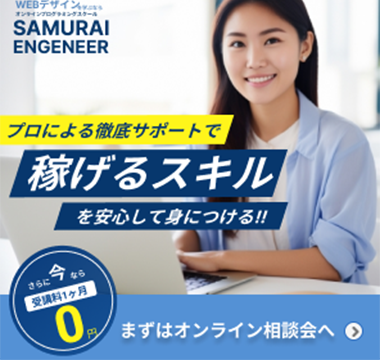 WEBデザインを学ぶなら
オンラインプログラミングスクール
SAMURAI
ENGENEER
プロによる徹底サポートで
稼げるスキル
を安心して身につける!!
さらに今なら
受講料1ヶ月
0円
まずはオンライン相談会へ